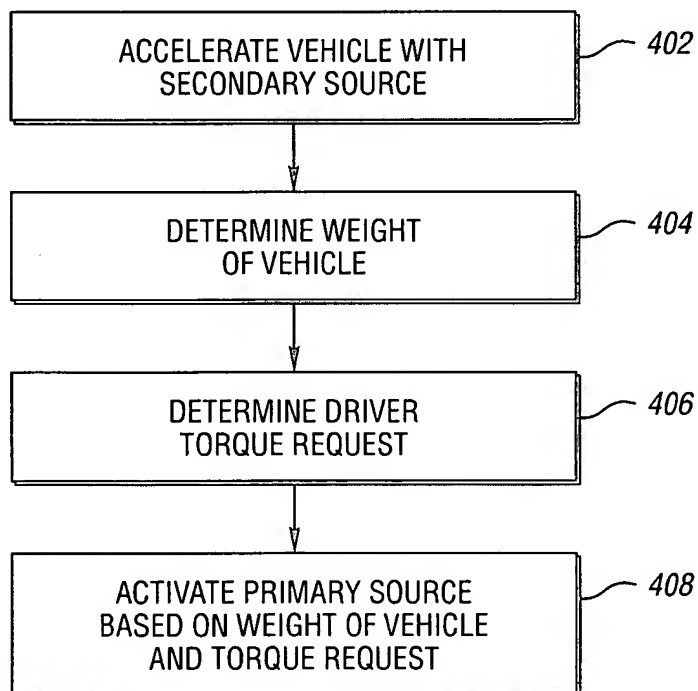 ACCELERATE VEHICLE WITH
SECONDARY SOURCE
402
DETERMINE WEIGHT
OF VEHICLE
404
DETERMINE DRIVER
TORQUE REQUEST
406
ACTIVATE PRIMARY SOURCE
BASED ON WEIGHT OF VEHICLE
AND TORQUE REQUEST
408